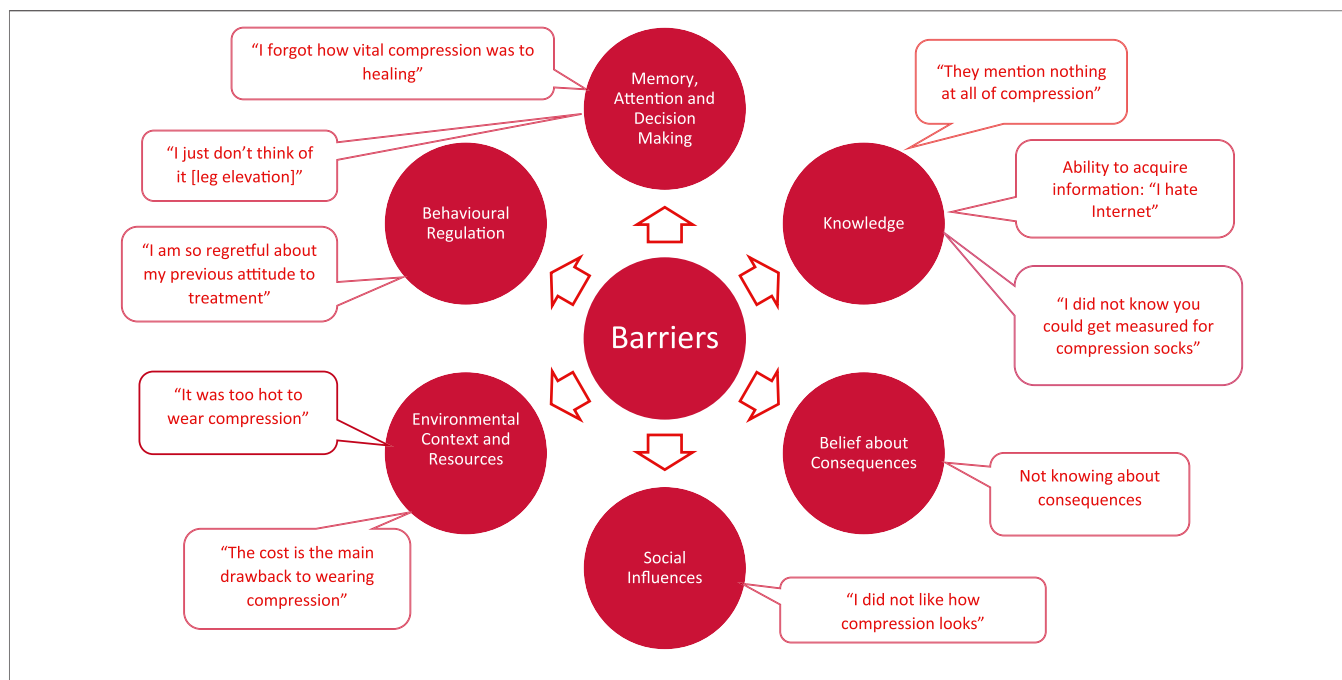 “I forgot how vital compression was to
healing”
Memory,
Attention and
Decision
Making
“They mention nothing
at all of compression”
“I just don’t think of
it [leg elevation]”
Ability to acquire
information: “I hate
Internet”
Behavioural
Regulation
Knowledge
“I am so regretful about
my previous attitude to
treatment”
“I did not know you
could get measured for
compression socks”
Barriers
“It was too hot to
wear compression”
Environmental
Context and
Resources
Belief about
Consequences
Not knowing about
consequences
“The cost is the main
drawback to wearing
compression”
Social
Influences
“I did not like how
compression looks”